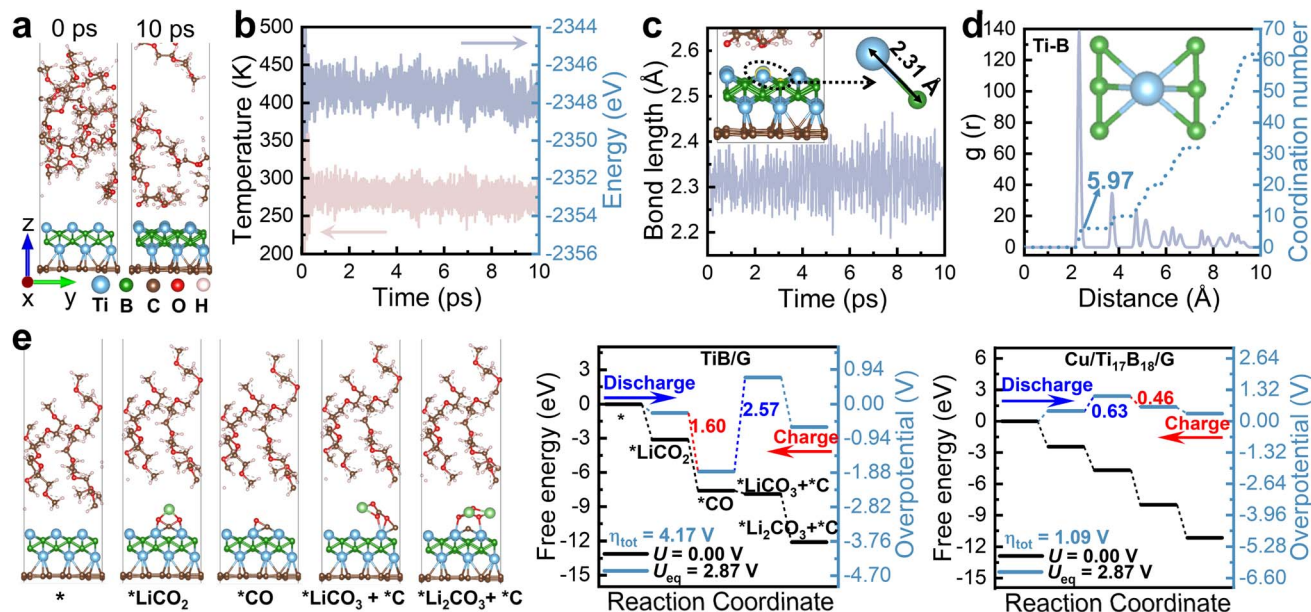 a
0 ps
10 ps
z
x
y
Ti
B
C
O
H
b
Temperature (K)
500
450
400
350
300
250
200
0
2
4
6
8
10
Time (ps)
-2344
-2346
-2348
-2350
-2352
-2354
-2356
Energy (eV)
c
Bond length (Å)
2.6
2.5
2.4
2.3
2.2
2.31 Å
0
2
4
6
8
10
Time (ps)
d
Ti-B
g (r)
140
120
100
80
60
40
20
0
5.97
0
2
4
6
8
10
Distance (Å)
70
60
50
40
30
20
10
0
Coordination number
e
*
*LiCO₂
*CO
*LiCO₃ + *C
*Li₂CO₃+ *C
TiB/G
Free energy (eV)
3
0
-3
-6
-9
-12
-15
Discharge
*
*LiCO₂
1.60
2.57
Charge
*CO
*LiCO₃+*C
*Li₂CO₃+*C
ηtot = 4.17 V
U = 0.00 V
Ueq = 2.87 V
Reaction Coordinate
0.94
0.00
-0.94
-1.88
-2.82
-3.76
-4.70
Overpotential (V)
Cu/Ti₁₇B₁₈/G
Free energy (eV)
6
3
0
-3
-6
-9
-12
-15
Discharge
0.46
0.63
Charge
ηtot = 1.09 V
U = 0.00 V
Ueq = 2.87 V
Reaction Coordinate
2.64
1.32
0.00
-1.32
-2.64
-3.96
-5.28
-6.60
Overpotential (V)